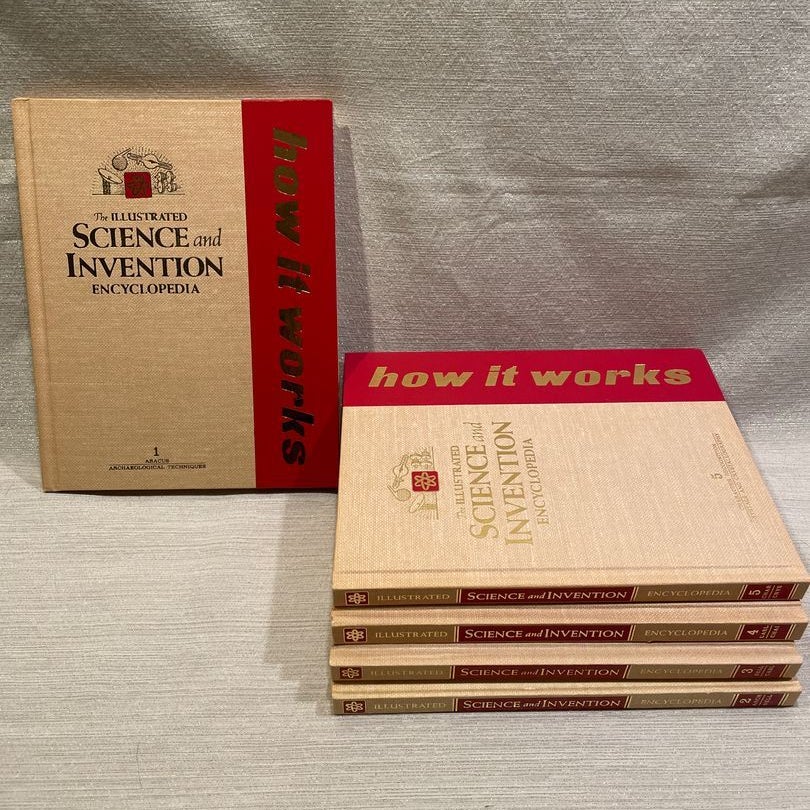 The ILLUSTRATED
SCIENCE and
INVENTION
ENCYCLOPEDIA
1
ABACUS
ARCHAEOLOGICAL TECHNIQUES
how it works
how it works
The ILLUSTRATED
SCIENCE and
INVENTION
ENCYCLOPEDIA
5
ILLUSTRATED SCIENCE and INVENTION ENCYCLOPEDIA 5
ILLUSTRATED SCIENCE and INVENTION ENCYCLOPEDIA 4
ILLUSTRATED SCIENCE and INVENTION ENCYCLOPEDIA 3
ILLUSTRATED SCIENCE and INVENTION ENCYCLOPEDIA 2